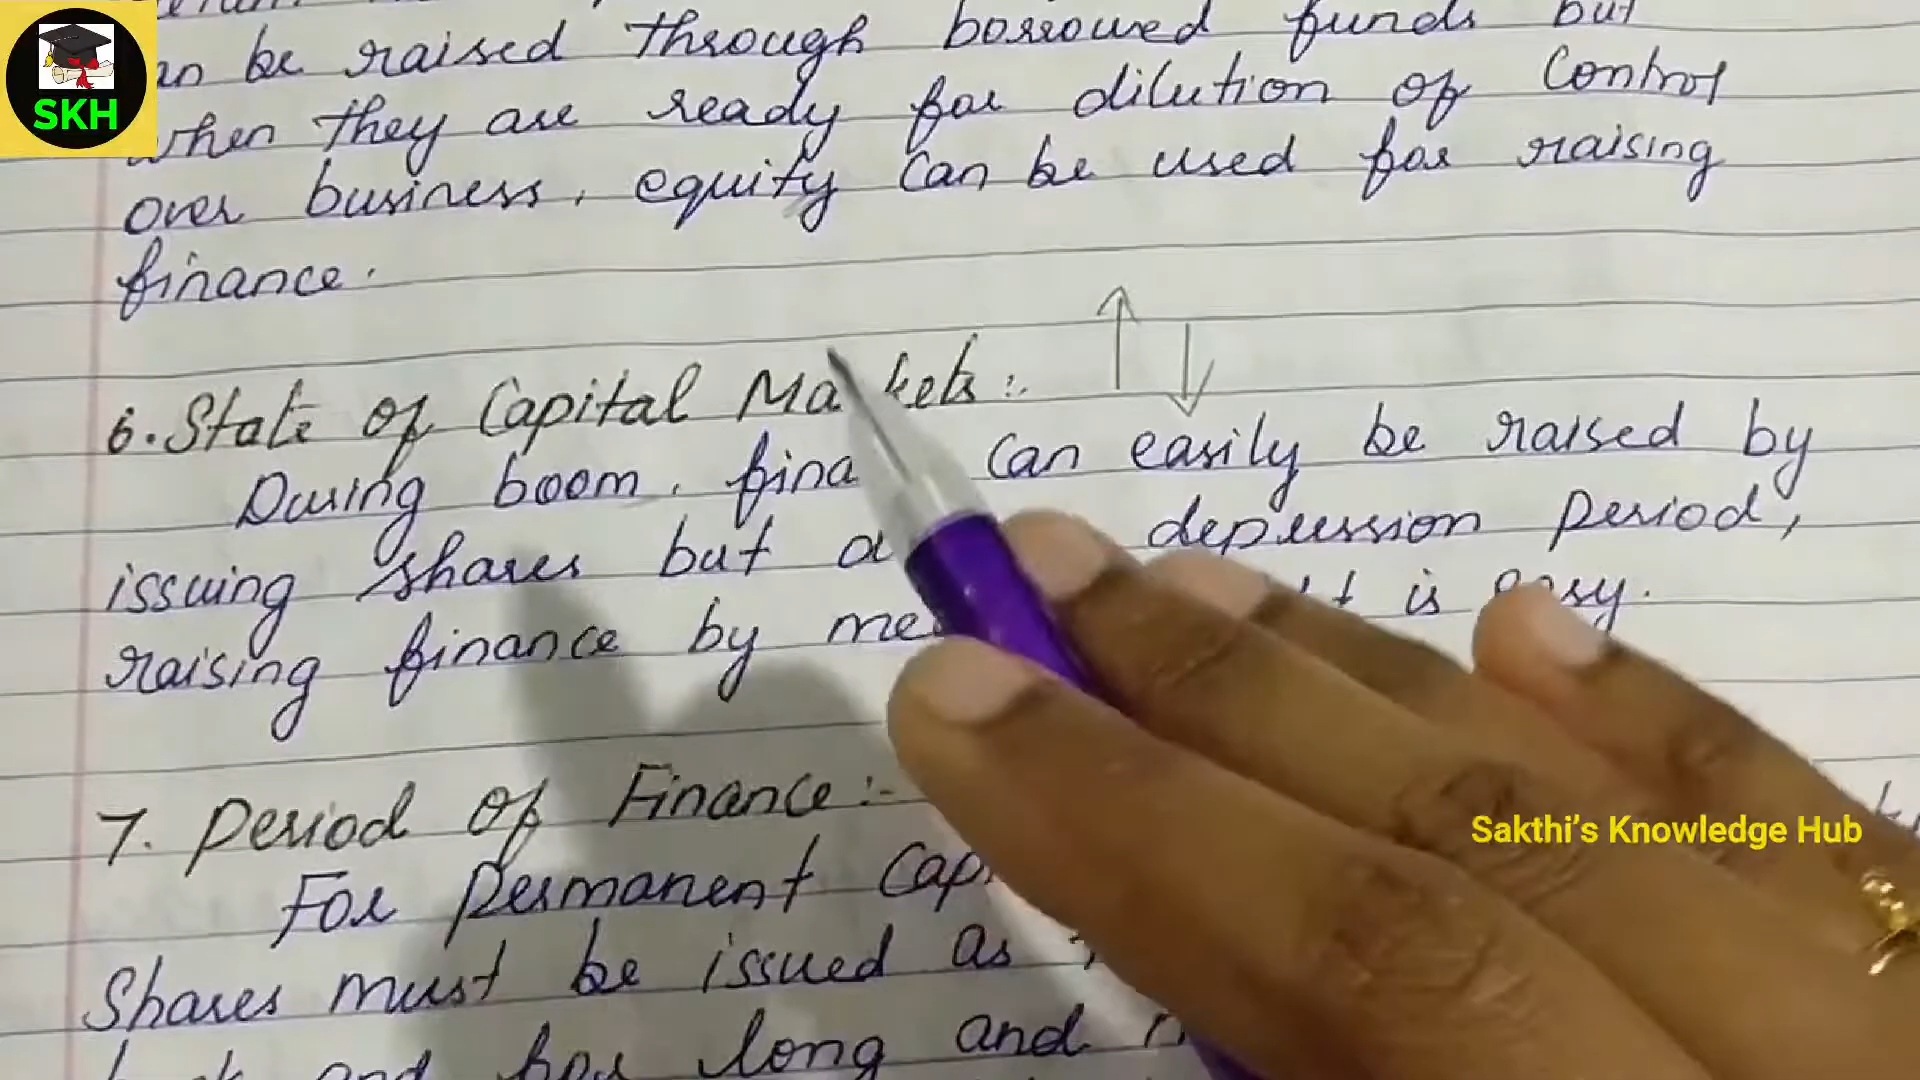 be raised through borrowed funds but
when they are ready for dilution of control
over business, equity can be used for raising
finance.
6. State of Capital Markets :-
During boom, can easily be raised by
issuing shares but depression period,
raising finance by is easy.
7. Period of Finance :-
For Permanent
Shares must be issued as
and for long and
SKH
Sakthi's Knowledge Hub